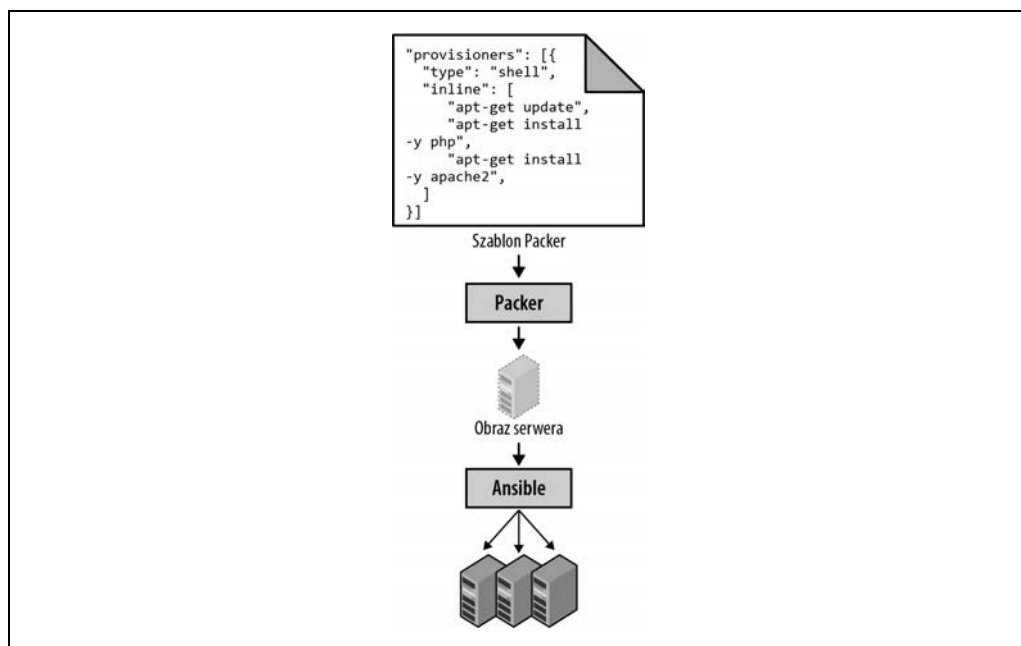 "provisioners": [{
  "type": "shell",
  "inline": [
     "apt-get update",
     "apt-get install
-y php",
     "apt-get install
-y apache2",
  ]
}]
Szablon Packer
Packer
Obraz serwera
Ansible